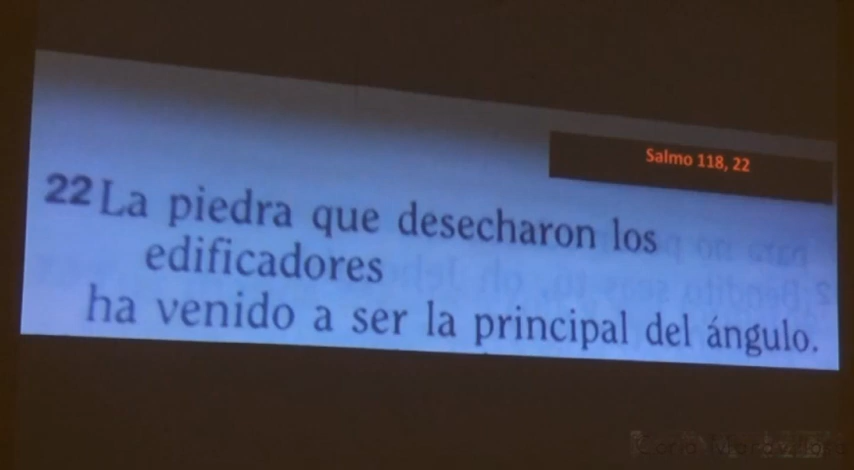 Salmo 118, 22
22 La piedra que desecharon los
edificadores
ha venido a ser la principal del ángulo.